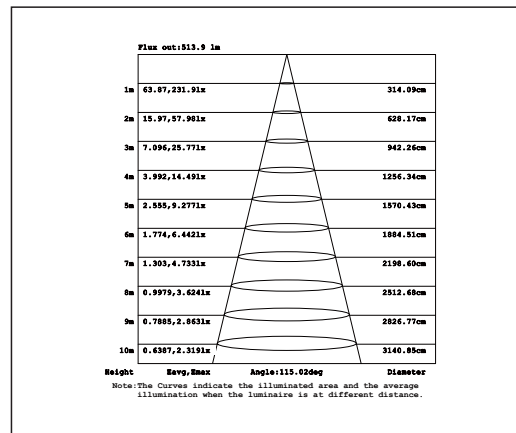 Flux out:513.9 lm
1m 63.87,231.9lx 314.09cm
2m 15.97,57.98lx 628.17cm
3m 7.096,25.77lx 942.26cm
4m 3.992,14.49lx 1256.34cm
5m 2.555,9.277lx 1570.43cm
6m 1.774,6.442lx 1884.51cm
7m 1.303,4.733lx 2198.60cm
8m 0.9979,3.624lx 2512.68cm
9m 0.7885,2.863lx 2826.77cm
10m 0.6387,2.319lx 3140.85cm
Height Eavg,Emax Angle:115.02deg Diameter
Note:The Curves indicate the illuminated area and the average
illumination when the luminaire is at different distance.